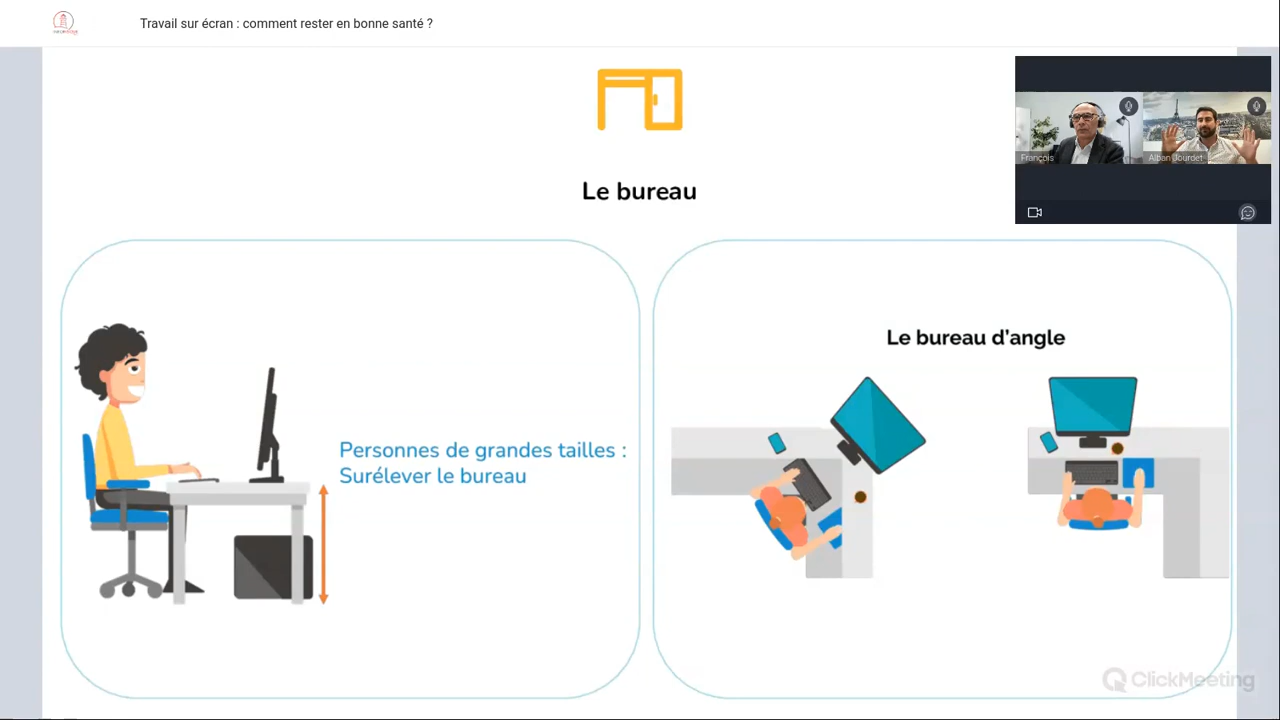 Travail sur écran : comment rester en bonne santé ?
François
Alban Jourdet
Le bureau
Personnes de grandes tailles :
Surélever le bureau
Le bureau d'angle
ClickMeeting